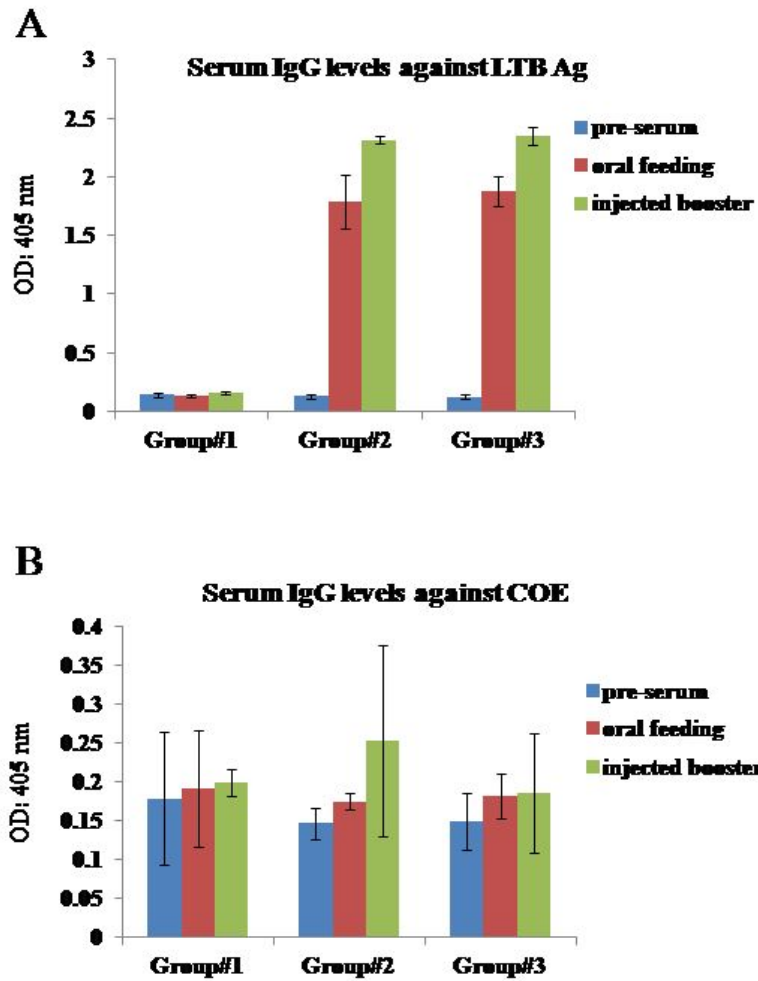 A
Serum IgG levels against LTB Ag
3
2.5
2
1.5
1
0.5
0
OD: 405 nm
pre-serum
oral feeding
injected booster
Group#1 Group#2 Group#3
B
Serum IgG levels against COE
0.4
0.35
0.3
0.25
0.2
0.15
0.1
0.05
0
OD: 405 nm
pre-serum
oral feeding
injected booster
Group#1 Group#2 Group#3